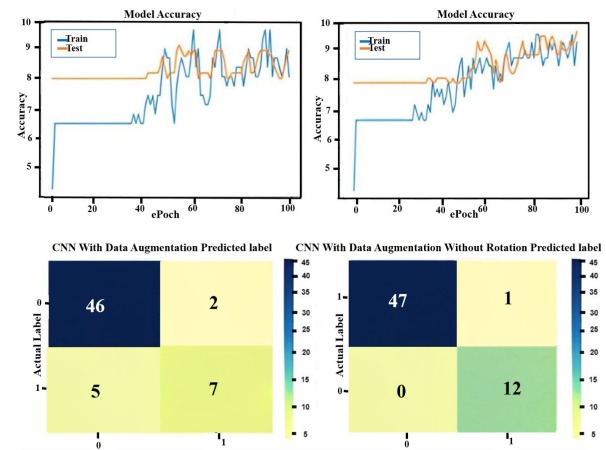 Model Accuracy
10
9
8
7
6
5
Accuracy
Train
Test
0 20 40 60 80 100
ePoch
Model Accuracy
10
9
8
7
6
5
Accuracy
Train
Test
0 20 40 60 80 100
ePoch
CNN With Data Augmentation Predicted label
Actual Label
0
1
46 2
5 7
0 1
45
40
35
30
25
20
15
10
5
CNN With Data Augmentation Without Rotation Predicted label
Actual Label
1
0
47 1
0 12
0 1
45
40
35
30
25
20
15
10
5